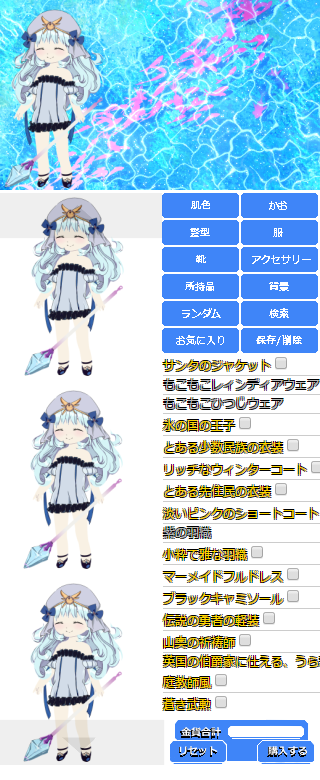 肌色 かお
髪型 服
靴 アクセサリー
所持品 背景
ランダム 検索
お気に入り 保存/削除
サンタのジャケット
もこもこレィンディアウェア
もこもこひつじウェア
氷の国の王子
とある少数民族の衣装
リッチなウィンターコート
とある先住民の衣装
淡いピンクのショートコート
紫の羽織
小粋で雅な羽織
マーメイドフルドレス
ブラックキャミソール
伝説の勇者の軽装
山奥の祈祷師
英国の伯爵家に仕える、うら
庭教師風
蒼き武勲
金貨合計
リセット 購入する